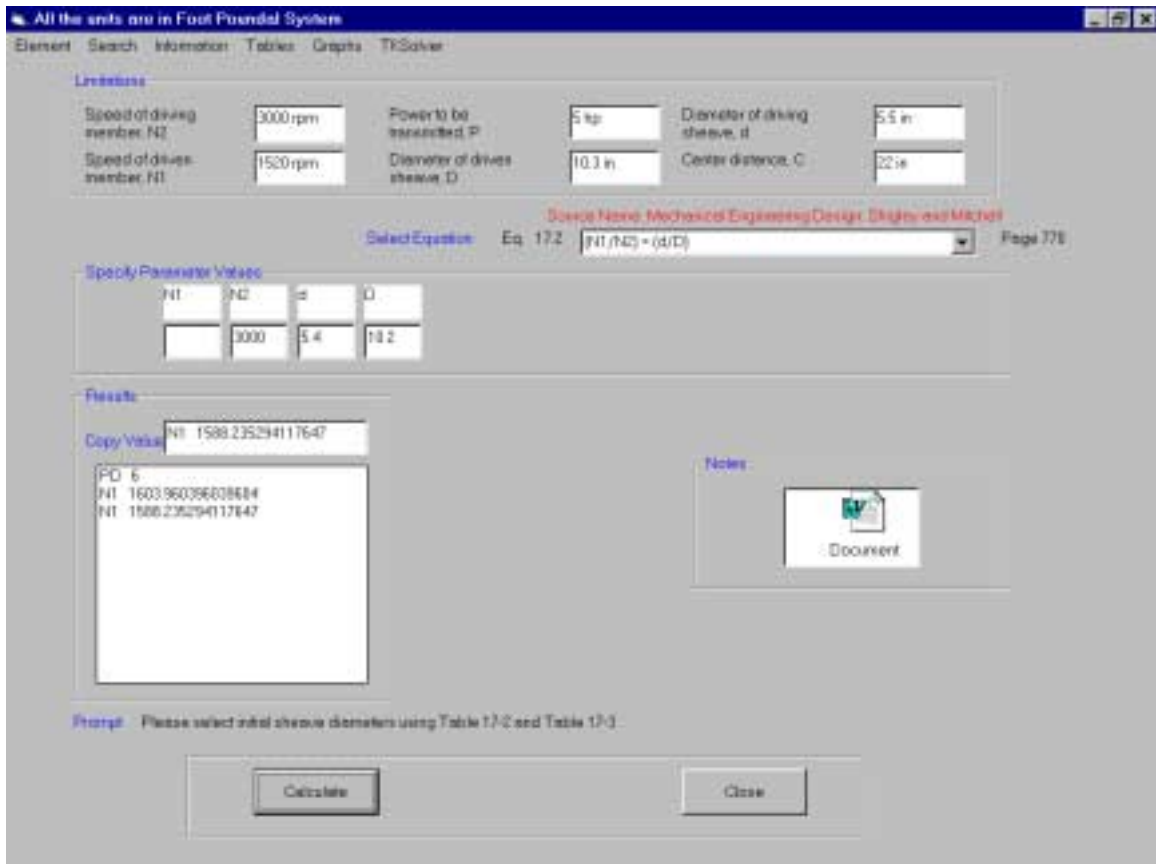 All the units are in Foot Poundal System
Element Search Information Tables Graphs TKSolver
Limitations
Speed of driving member, N2
3000 rpm
Power to be transmitted, P
5 hp
Diameter of driving sheave, d
5.5 in
Speed of driven member, N1
1520 rpm
Diameter of driven sheave, D
10.3 in
Center distance, C
22 in
Source Name: Mechanical Engineering Design: Shigley and Mitchell
Select Equation Eq. 17.2 (N1/N2) = (d/D) Page 778
Specify Parameter Values
N1 N2 d D
3000 5.4 10.2
Results
Copy Value N1 1588.235294117647
PD 6
N1 1603.960396039604
N1 1588.235294117647
Notes
Document
Prompt Please select initial sheave diameters using Table 17-2 and Table 17-3
Calculate Close